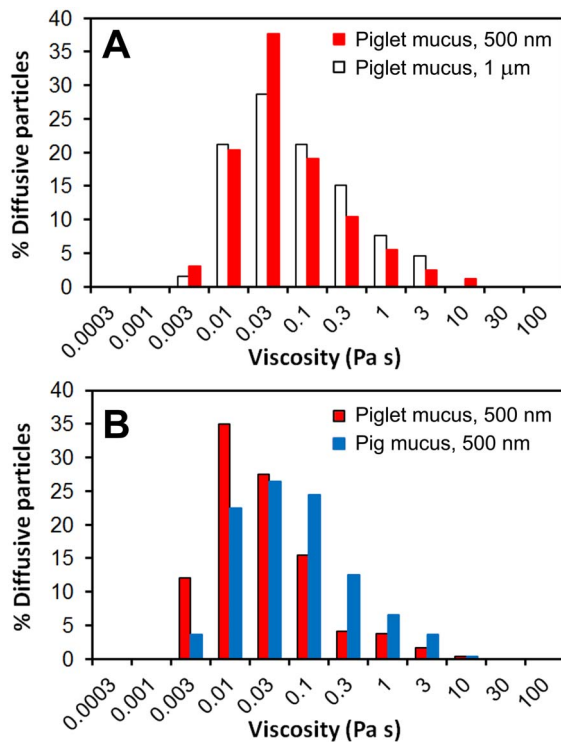 A
Piglet mucus, 500 nm
Piglet mucus, 1 μm
% Diffusive particles
40
35
30
25
20
15
10
5
0
0.0003 0.001 0.003 0.01 0.03 0.1 0.3 1 3 10 30 100
Viscosity (Pa s)
B
Piglet mucus, 500 nm
Pig mucus, 500 nm
% Diffusive particles
40
35
30
25
20
15
10
5
0
0.0003 0.001 0.003 0.01 0.03 0.1 0.3 1 3 10 30 100
Viscosity (Pa s)